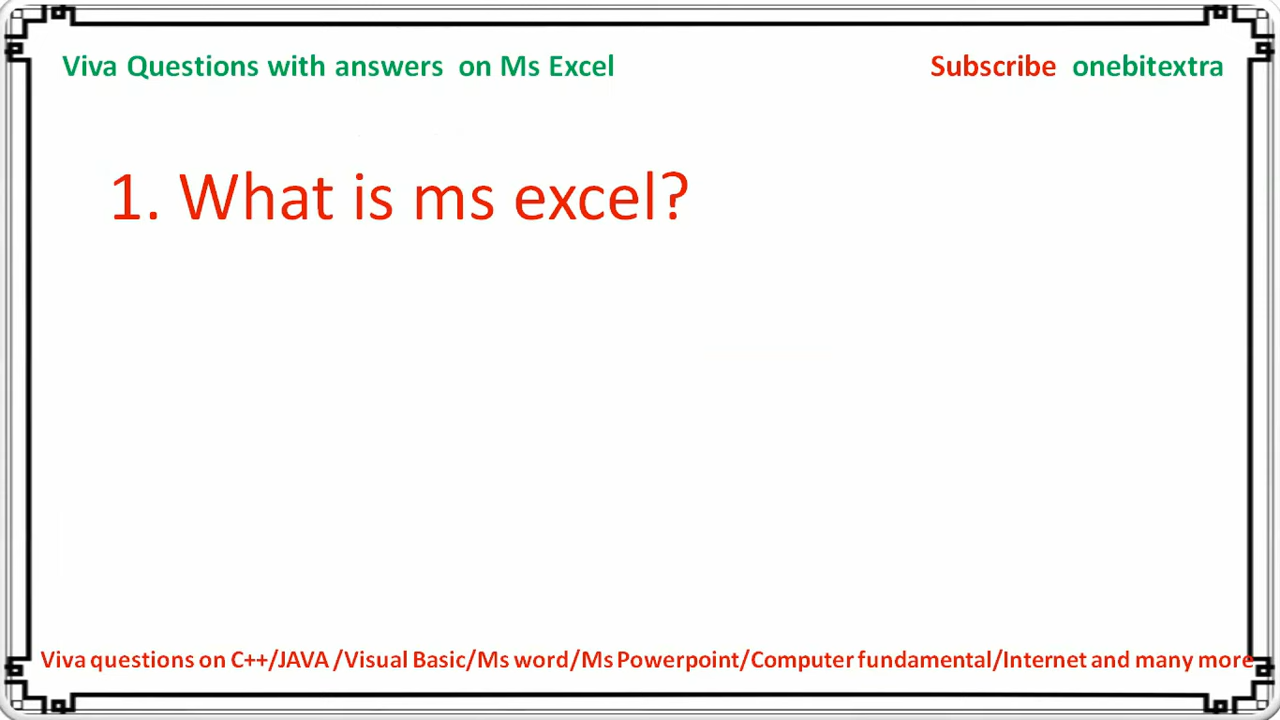 Viva Questions with answers on Ms Excel Subscribe onebitextra
1. What is ms excel?
Viva questions on C++/JAVA /Visual Basic/Ms word/Ms Powerpoint/Computer fundamental/Internet and many more